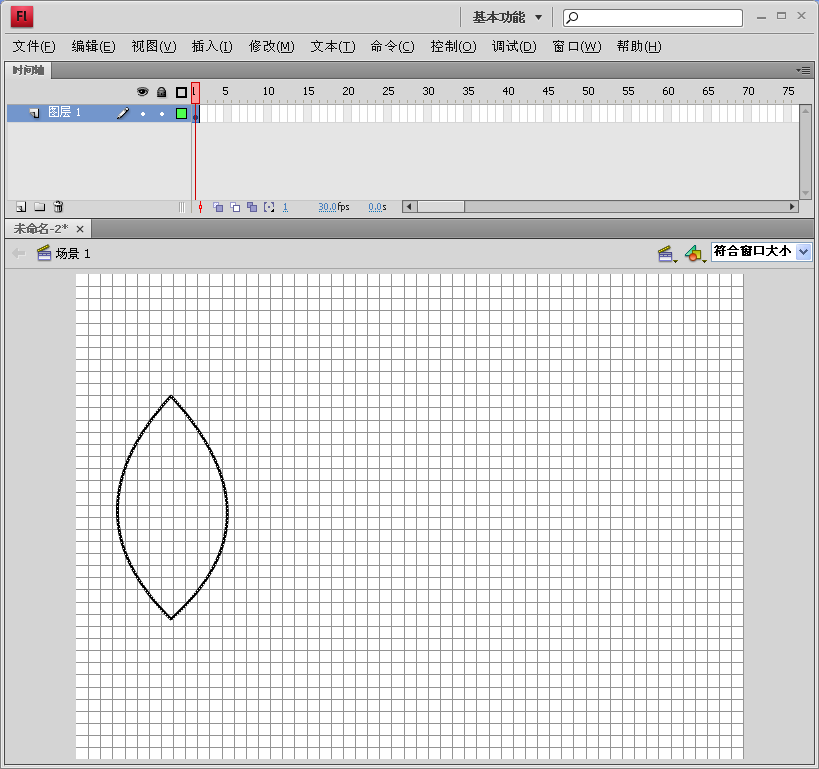 Fl 基本功能
文件(F) 编辑(E) 视图(V) 插入(I) 修改(M) 文本(T) 命令(C) 控制(O) 调试(D) 窗口(W) 帮助(H)
时间轴
1 5 10 15 20 25 30 35 40 45 50 55 60 65 70 75
图层 1
1 30.0fps 0.0s
未命名-2*
场景 1 符合窗口大小